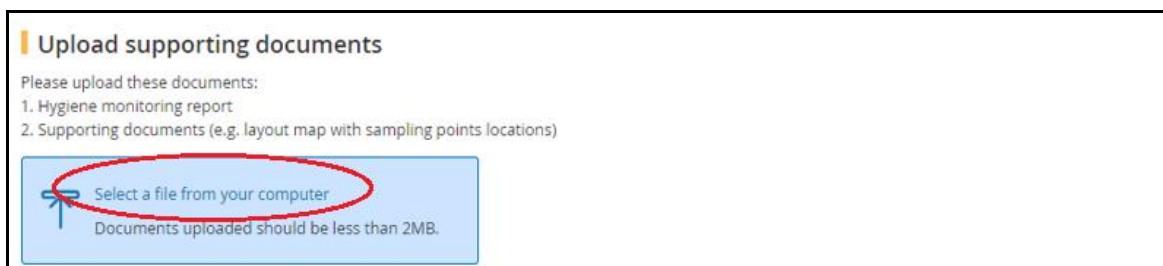 Upload supporting documents
Please upload these documents:
1. Hygiene monitoring report
2. Supporting documents (e.g. layout map with sampling points locations)
Select a file from your computer
Documents uploaded should be less than 2MB.